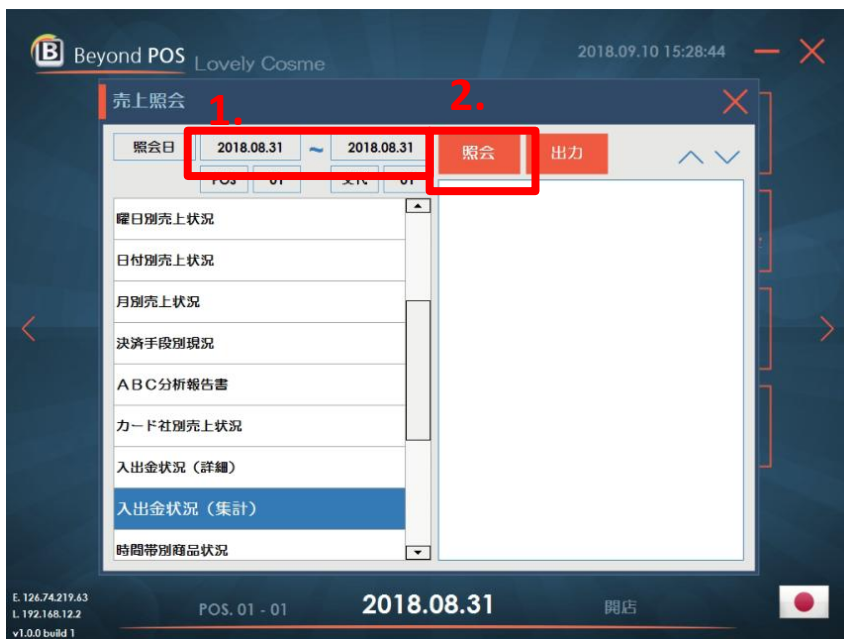 B Beyond POS Lovely Cosme 2018.09.10 15:28:44
売上照会 1. 2.
照会日 2018.08.31 ~ 2018.08.31 照会 出力
POS 01 交代 01
曜日別売上状況
日付別売上状況
月別売上状況
決済手段別現況
ABC分析報告書
カード社別売上状況
入出金状況(詳細)
入出金状況(集計)
時間帯別商品状況
E. 126.74.219.63
L. 192.168.12.2
v1.0.0 build 1
POS. 01 - 01 2018.08.31 開店